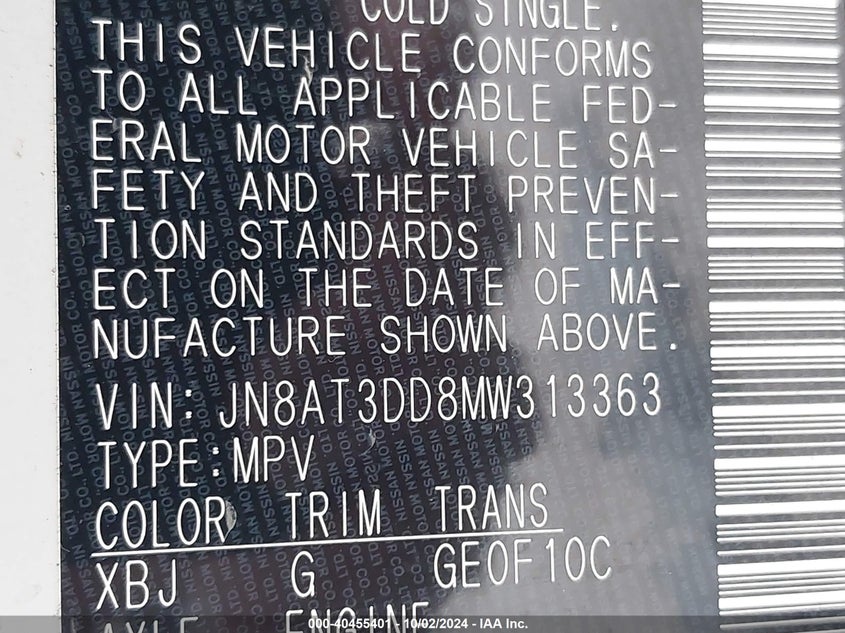 COLD SINGLE.
THIS VEHICLE CONFORMS
TO ALL APPLICABLE FED-
ERAL MOTOR VEHICLE SA-
FETY AND THEFT PREVEN-
TION STANDARDS IN EFF-
ECT ON THE DATE OF MA-
NUFACTURE SHOWN ABOVE.
VIN: JN8AT3DD8MW313363
TYPE:MPV
COLOR TRIM TRANS
XBJ G GE0F10C
AXLE ENGINE
000-40455401 - 10/02/2024 - IAA Inc.